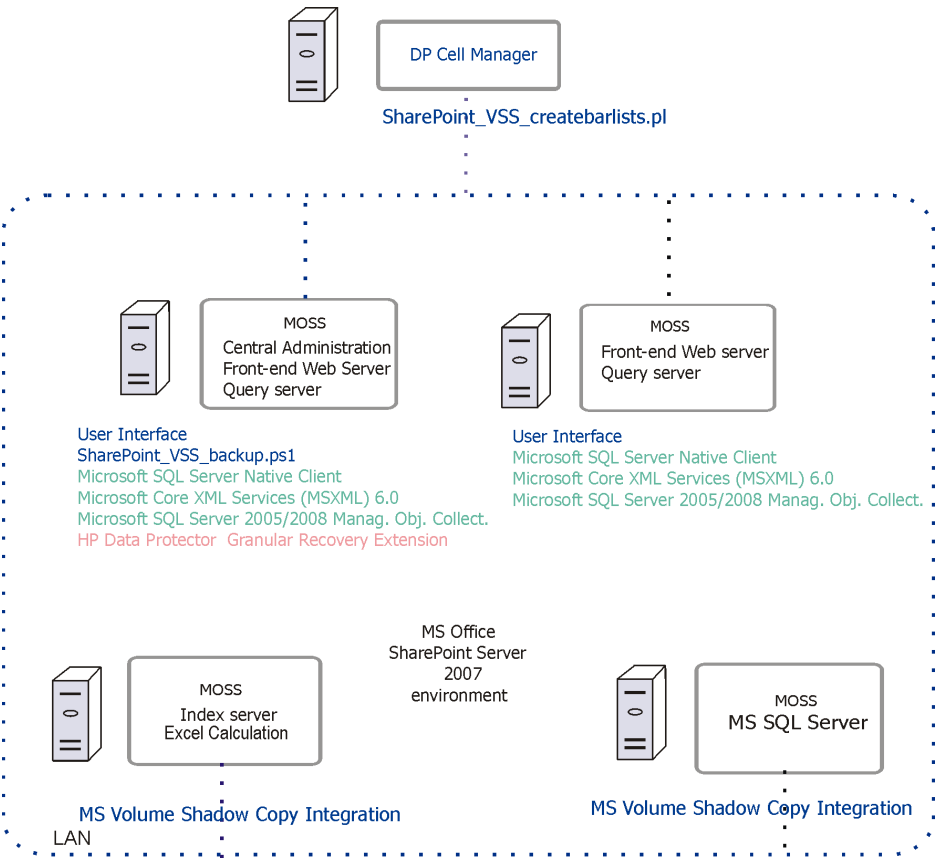 DP Cell Manager
SharePoint_VSS_createbarlists.pl
MOSS
Central Administration
Front-end Web Server
Query server
MOSS
Front-end Web server
Query server
User Interface
SharePoint_VSS_backup.ps1
Microsoft SQL Server Native Client
Microsoft Core XML Services (MSXML) 6.0
Microsoft SQL Server 2005/2008 Manag. Obj. Collect.
HP Data Protector Granular Recovery Extension
User Interface
Microsoft SQL Server Native Client
Microsoft Core XML Services (MSXML) 6.0
Microsoft SQL Server 2005/2008 Manag. Obj. Collect.
MS Office
SharePoint Server
2007
environment
MOSS
Index server
Excel Calculation
MOSS
MS SQL Server
MS Volume Shadow Copy Integration
MS Volume Shadow Copy Integration
LAN